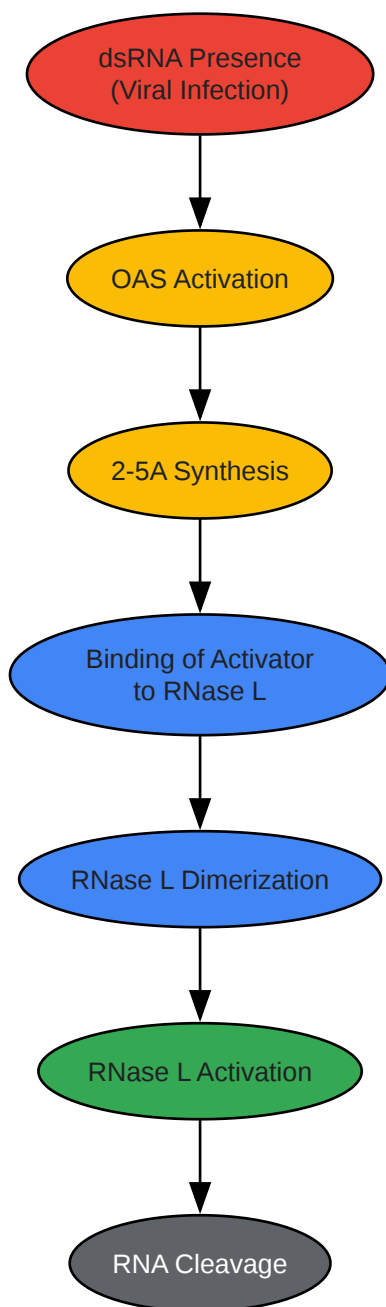 dsRNA Presence
(Viral Infection)
OAS Activation
2-5A Synthesis
Binding of Activator
to RNase L
RNase L Dimerization
RNase L Activation
RNA Cleavage